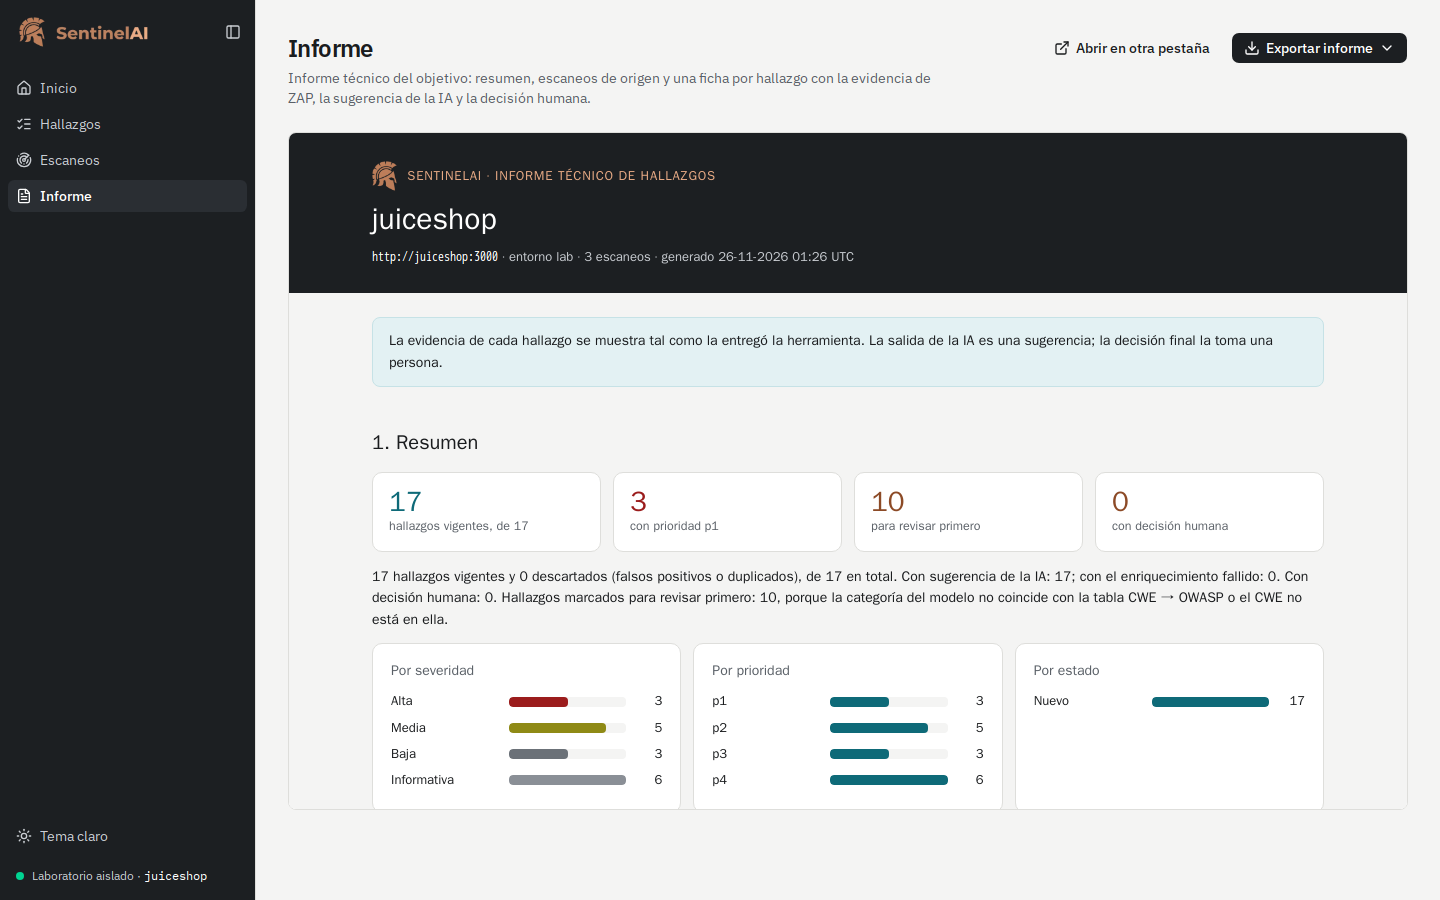 SentinelAI
Inicio
Hallazgos
Escaneos
Informe
Tema claro
Laboratorio aislado · juiceshop
Informe
Informe técnico del objetivo: resumen, escaneos de origen y una ficha por hallazgo con la evidencia de
ZAP, la sugerencia de la IA y la decisión humana.
Abrir en otra pestaña
Exportar informe
SENTINELAI · INFORME TÉCNICO DE HALLAZGOS
juiceshop
http://juiceshop:3000 · entorno lab · 3 escaneos · generado 26-11-2026 01:26 UTC
La evidencia de cada hallazgo se muestra tal como la entregó la herramienta. La salida de la IA es una sugerencia; la decisión final la toma una
persona.
1. Resumen
17
hallazgos vigentes, de 17
3
con prioridad p1
10
para revisar primero
0
con decisión humana
17 hallazgos vigentes y 0 descartados (falsos positivos o duplicados), de 17 en total. Con sugerencia de la IA: 17; con el enriquecimiento fallido: 0. Con
decisión humana: 0. Hallazgos marcados para revisar primero: 10, porque la categoría del modelo no coincide con la tabla CWE → OWASP o el CWE no
está en ella.
Por severidad
Alta 3
Media 5
Baja 3
Informativa 6
Por prioridad
p1 3
p2 5
p3 3
p4 6
Por estado
Nuevo 17